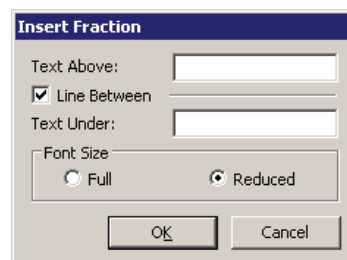 Insert Fraction
Text Above:
Line Between
Text Under:
Font Size
Full Reduced
OK Cancel